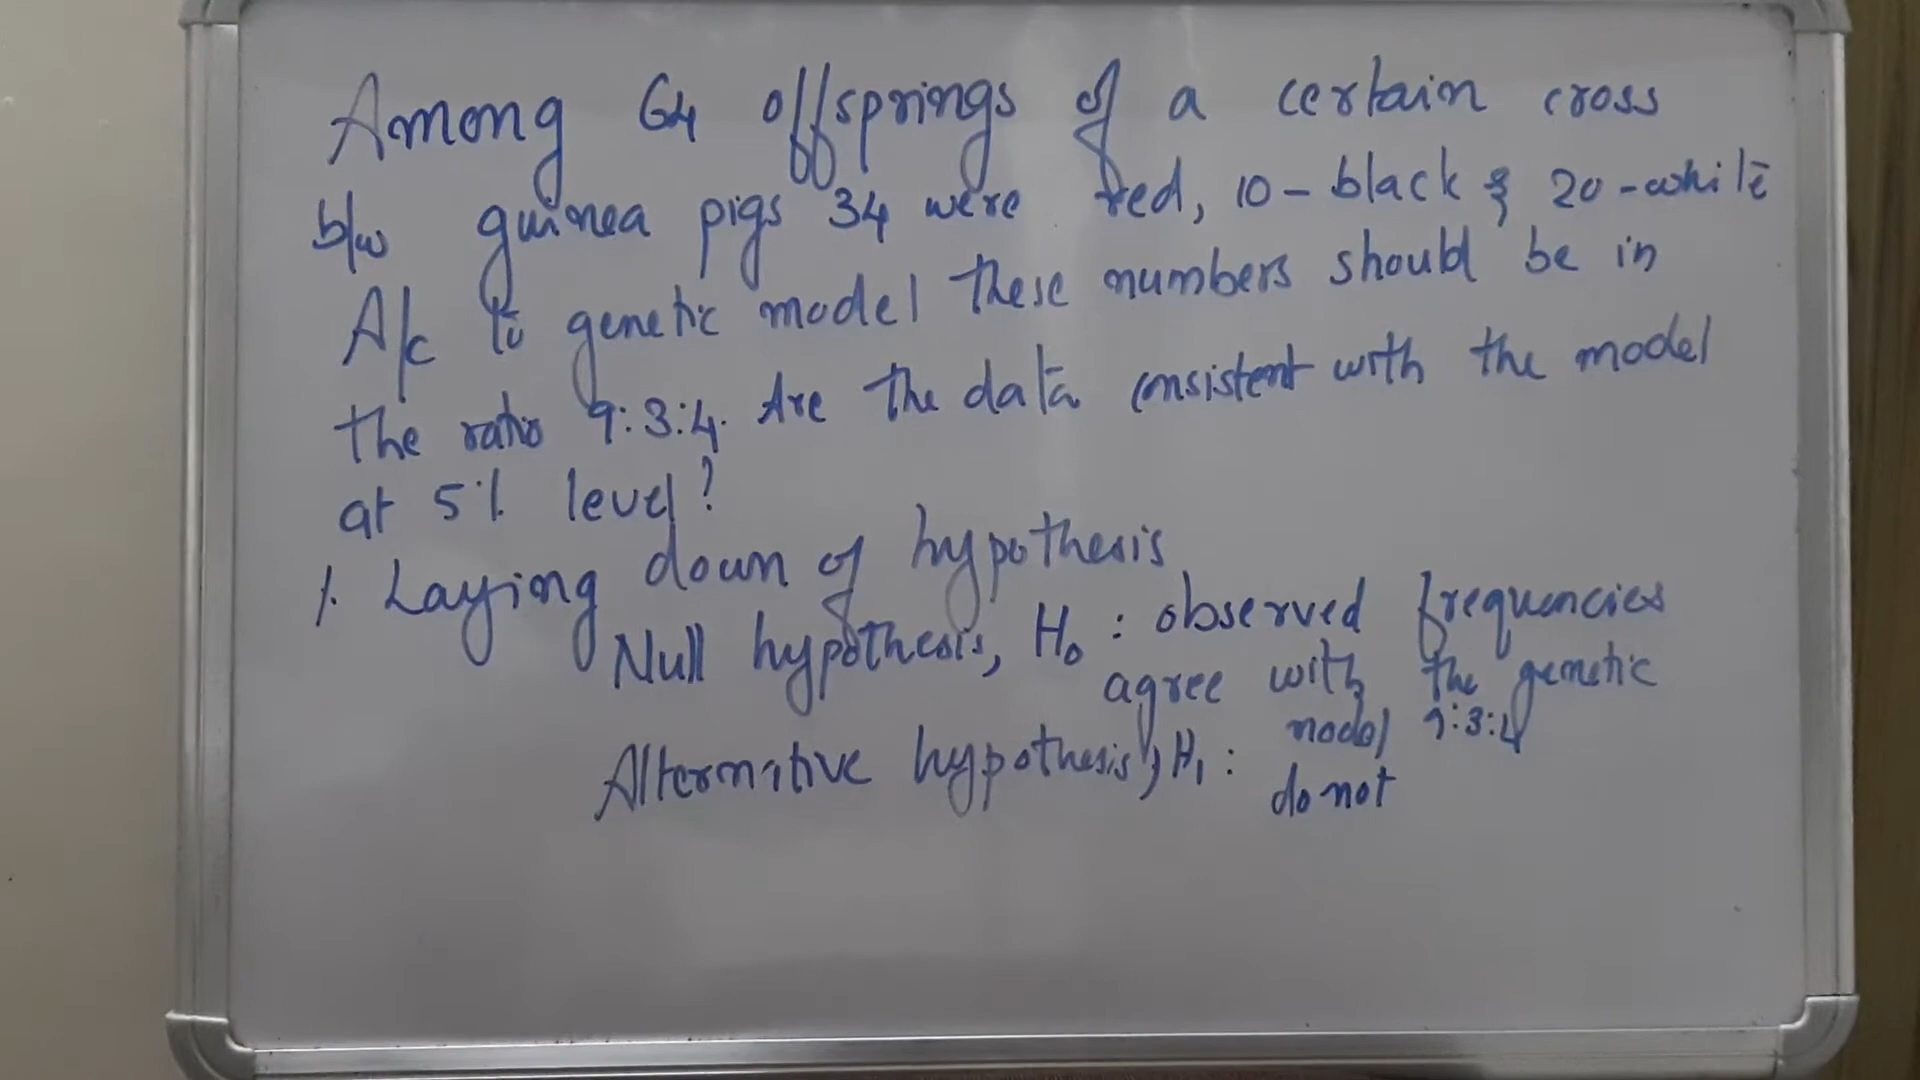 Among 64 offsprings of a certain cross
b/w guinea pigs 34 were red, 10 - black & 20 - white
A/c to genetic model these numbers should be in
the ratio 9:3:4. Are the data consistent with the model
at 5% level?
1. Laying down of hypothesis
Null hypothesis, H₀ : observed frequencies
agree with the genetic
model 9:3:4
Alternative hypothesis, H₁ :
do not